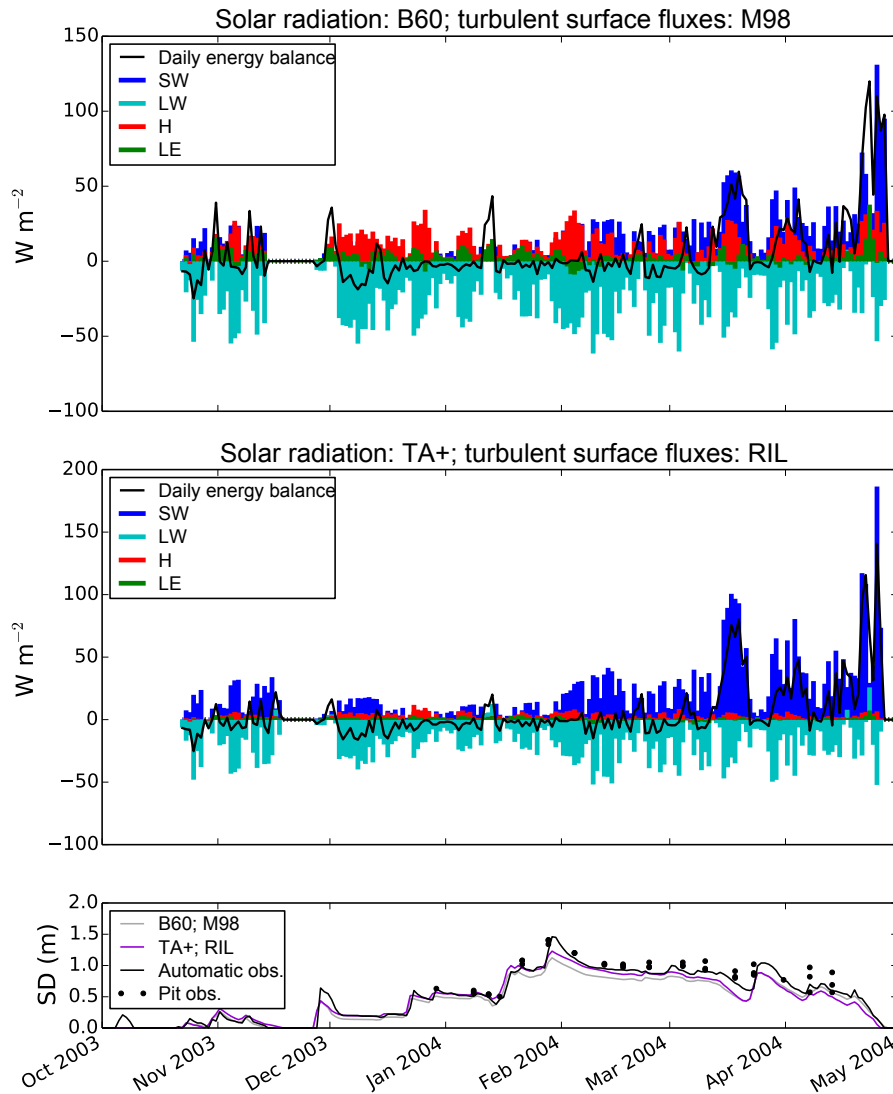 Solar radiation: B60; turbulent surface fluxes: M98
150
100
50
0
−50
−100
W m⁻²
Daily energy balance
SW
LW
H
LE
Solar radiation: TA+; turbulent surface fluxes: RIL
200
150
100
50
0
−50
−100
W m⁻²
Daily energy balance
SW
LW
H
LE
2.0
1.5
1.0
0.5
0.0
SD (m)
B60; M98
TA+; RIL
Automatic obs.
Pit obs.
Oct 2003
Nov 2003
Dec 2003
Jan 2004
Feb 2004
Mar 2004
Apr 2004
May 2004